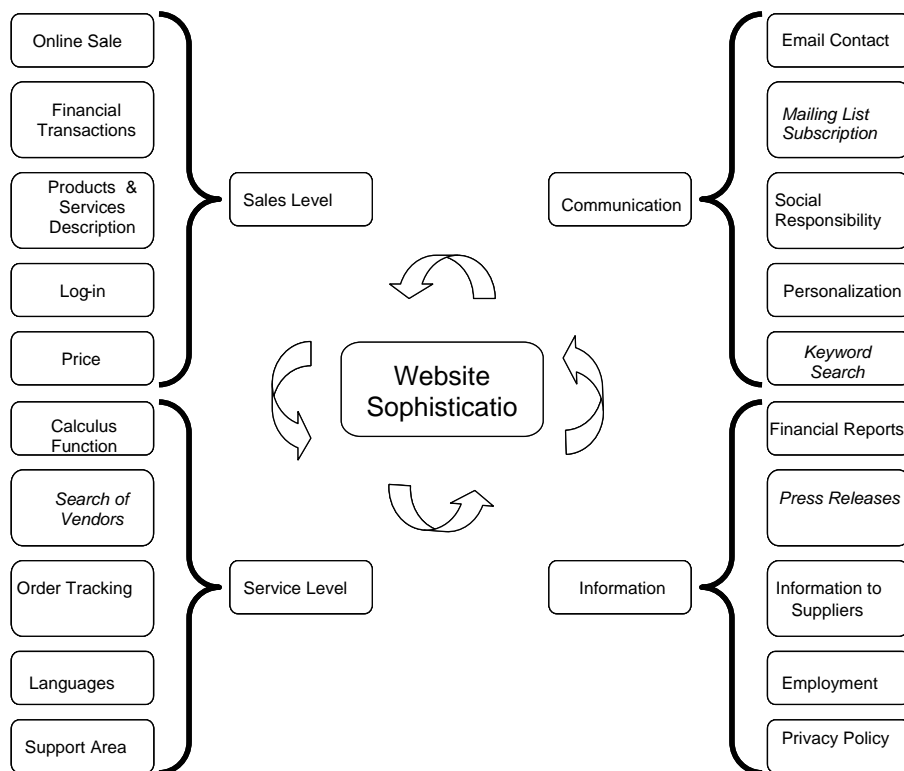 Online Sale
Financial
Transactions
Products &
Services
Description
Log-in
Price
Sales Level
Calculus
Function
Search of
Vendors
Order Tracking
Languages
Support Area
Service Level
Website
Sophisticatio
Communication
Email Contact
Mailing List
Subscription
Social
Responsibility
Personalization
Keyword
Search
Information
Financial Reports
Press Releases
Information to
Suppliers
Employment
Privacy Policy